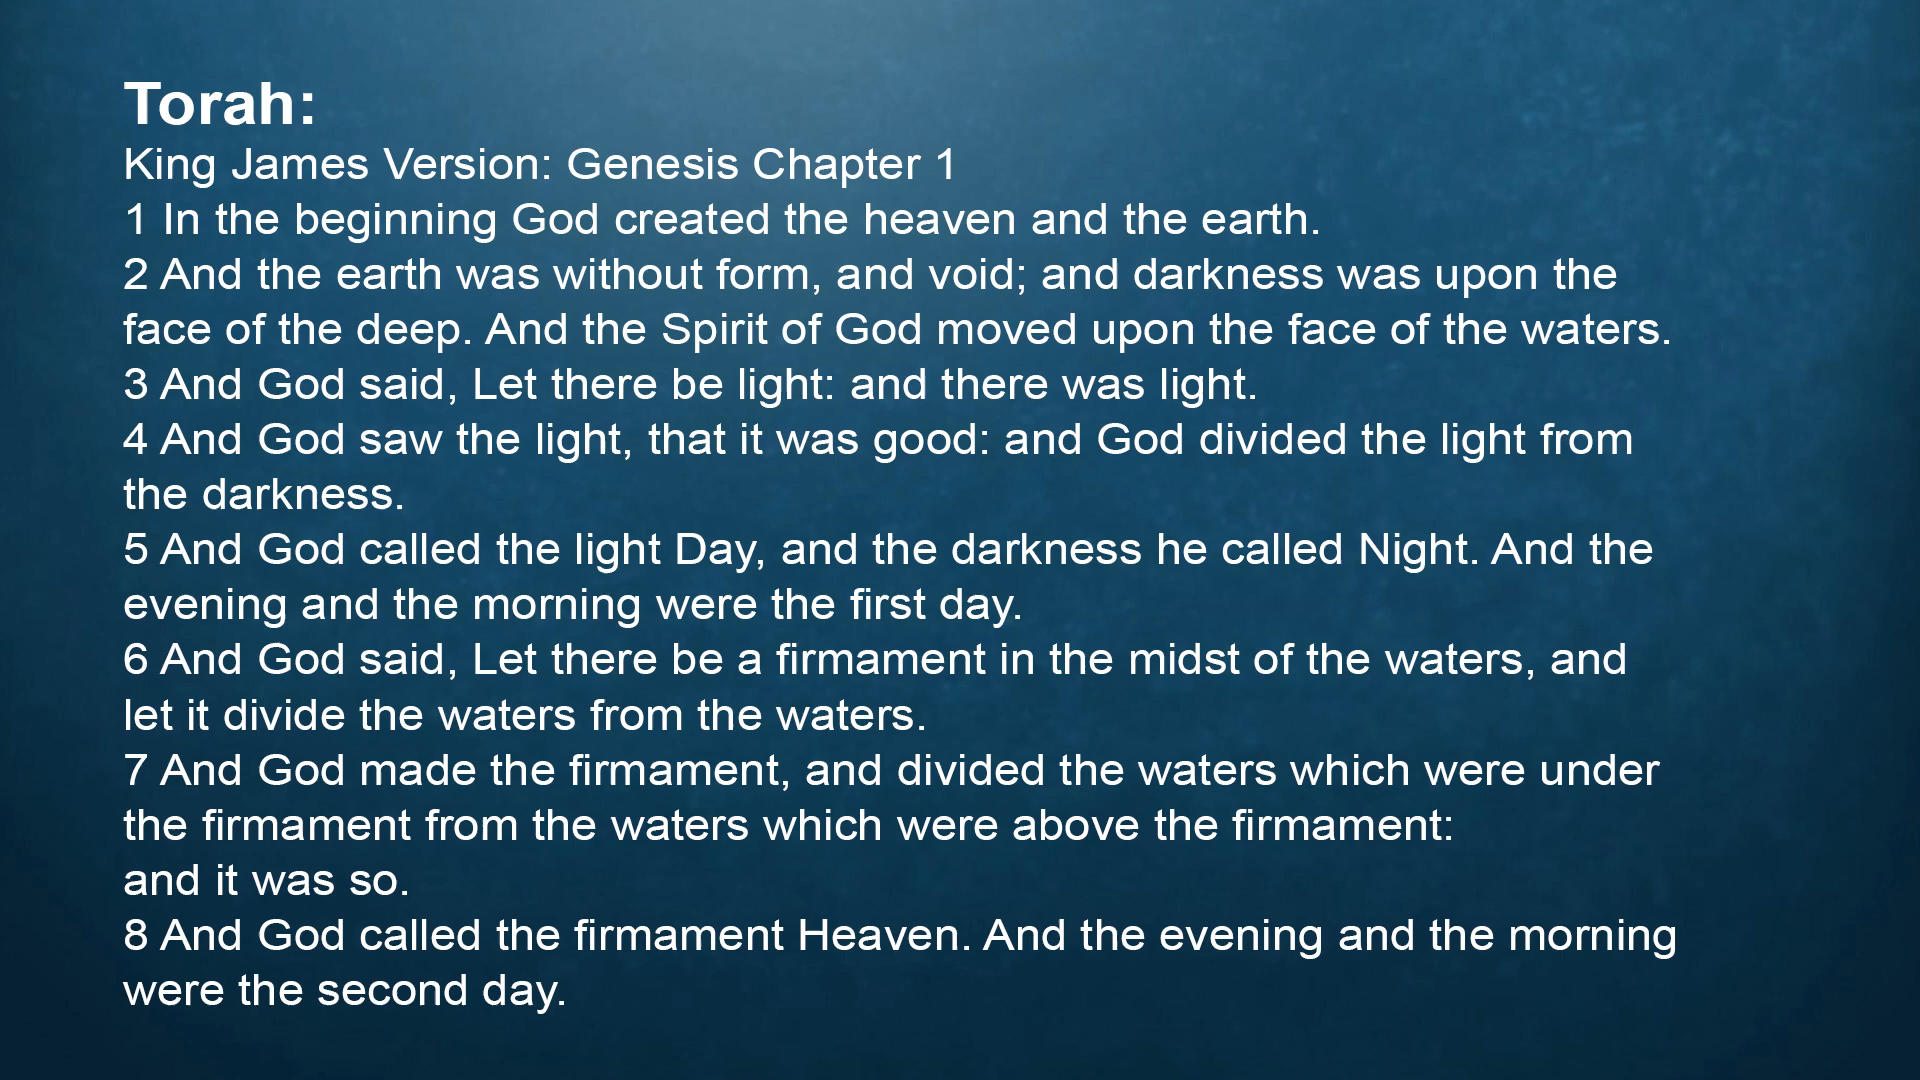 Torah:
King James Version: Genesis Chapter 1
1 In the beginning God created the heaven and the earth.
2 And the earth was without form, and void; and darkness was upon the
face of the deep. And the Spirit of God moved upon the face of the waters.
3 And God said, Let there be light: and there was light.
4 And God saw the light, that it was good: and God divided the light from
the darkness.
5 And God called the light Day, and the darkness he called Night. And the
evening and the morning were the first day.
6 And God said, Let there be a firmament in the midst of the waters, and
let it divide the waters from the waters.
7 And God made the firmament, and divided the waters which were under
the firmament from the waters which were above the firmament:
and it was so.
8 And God called the firmament Heaven. And the evening and the morning
were the second day.